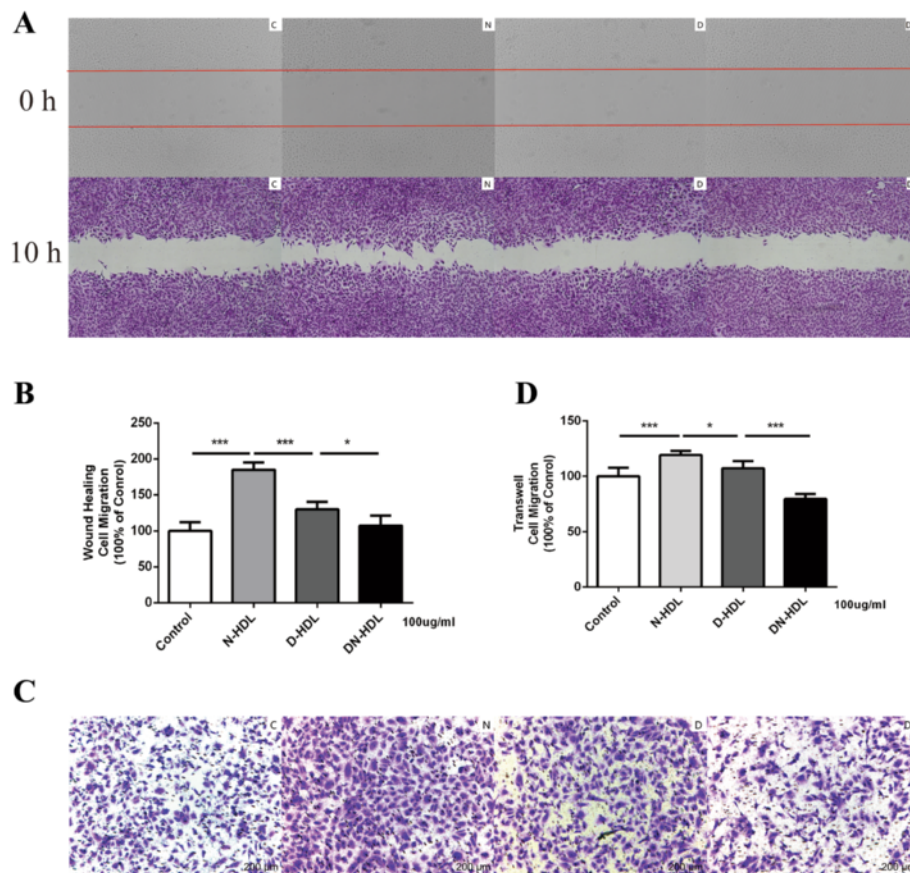 A
C N D D
0 h
C N D D
10 h
B
Wound Healing
Cell Migration
(100% of Conrol)
250
200
150
100
50
0
*** *** *
Control N-HDL D-HDL DN-HDL 100ug/ml
D
Transwell
Cell Migration
(100% of Conrol)
150
100
50
0
*** * ***
Control N-HDL D-HDL DN-HDL 100ug/ml
C
C N D D
200 μm 200 μm 200 μm 200 μm